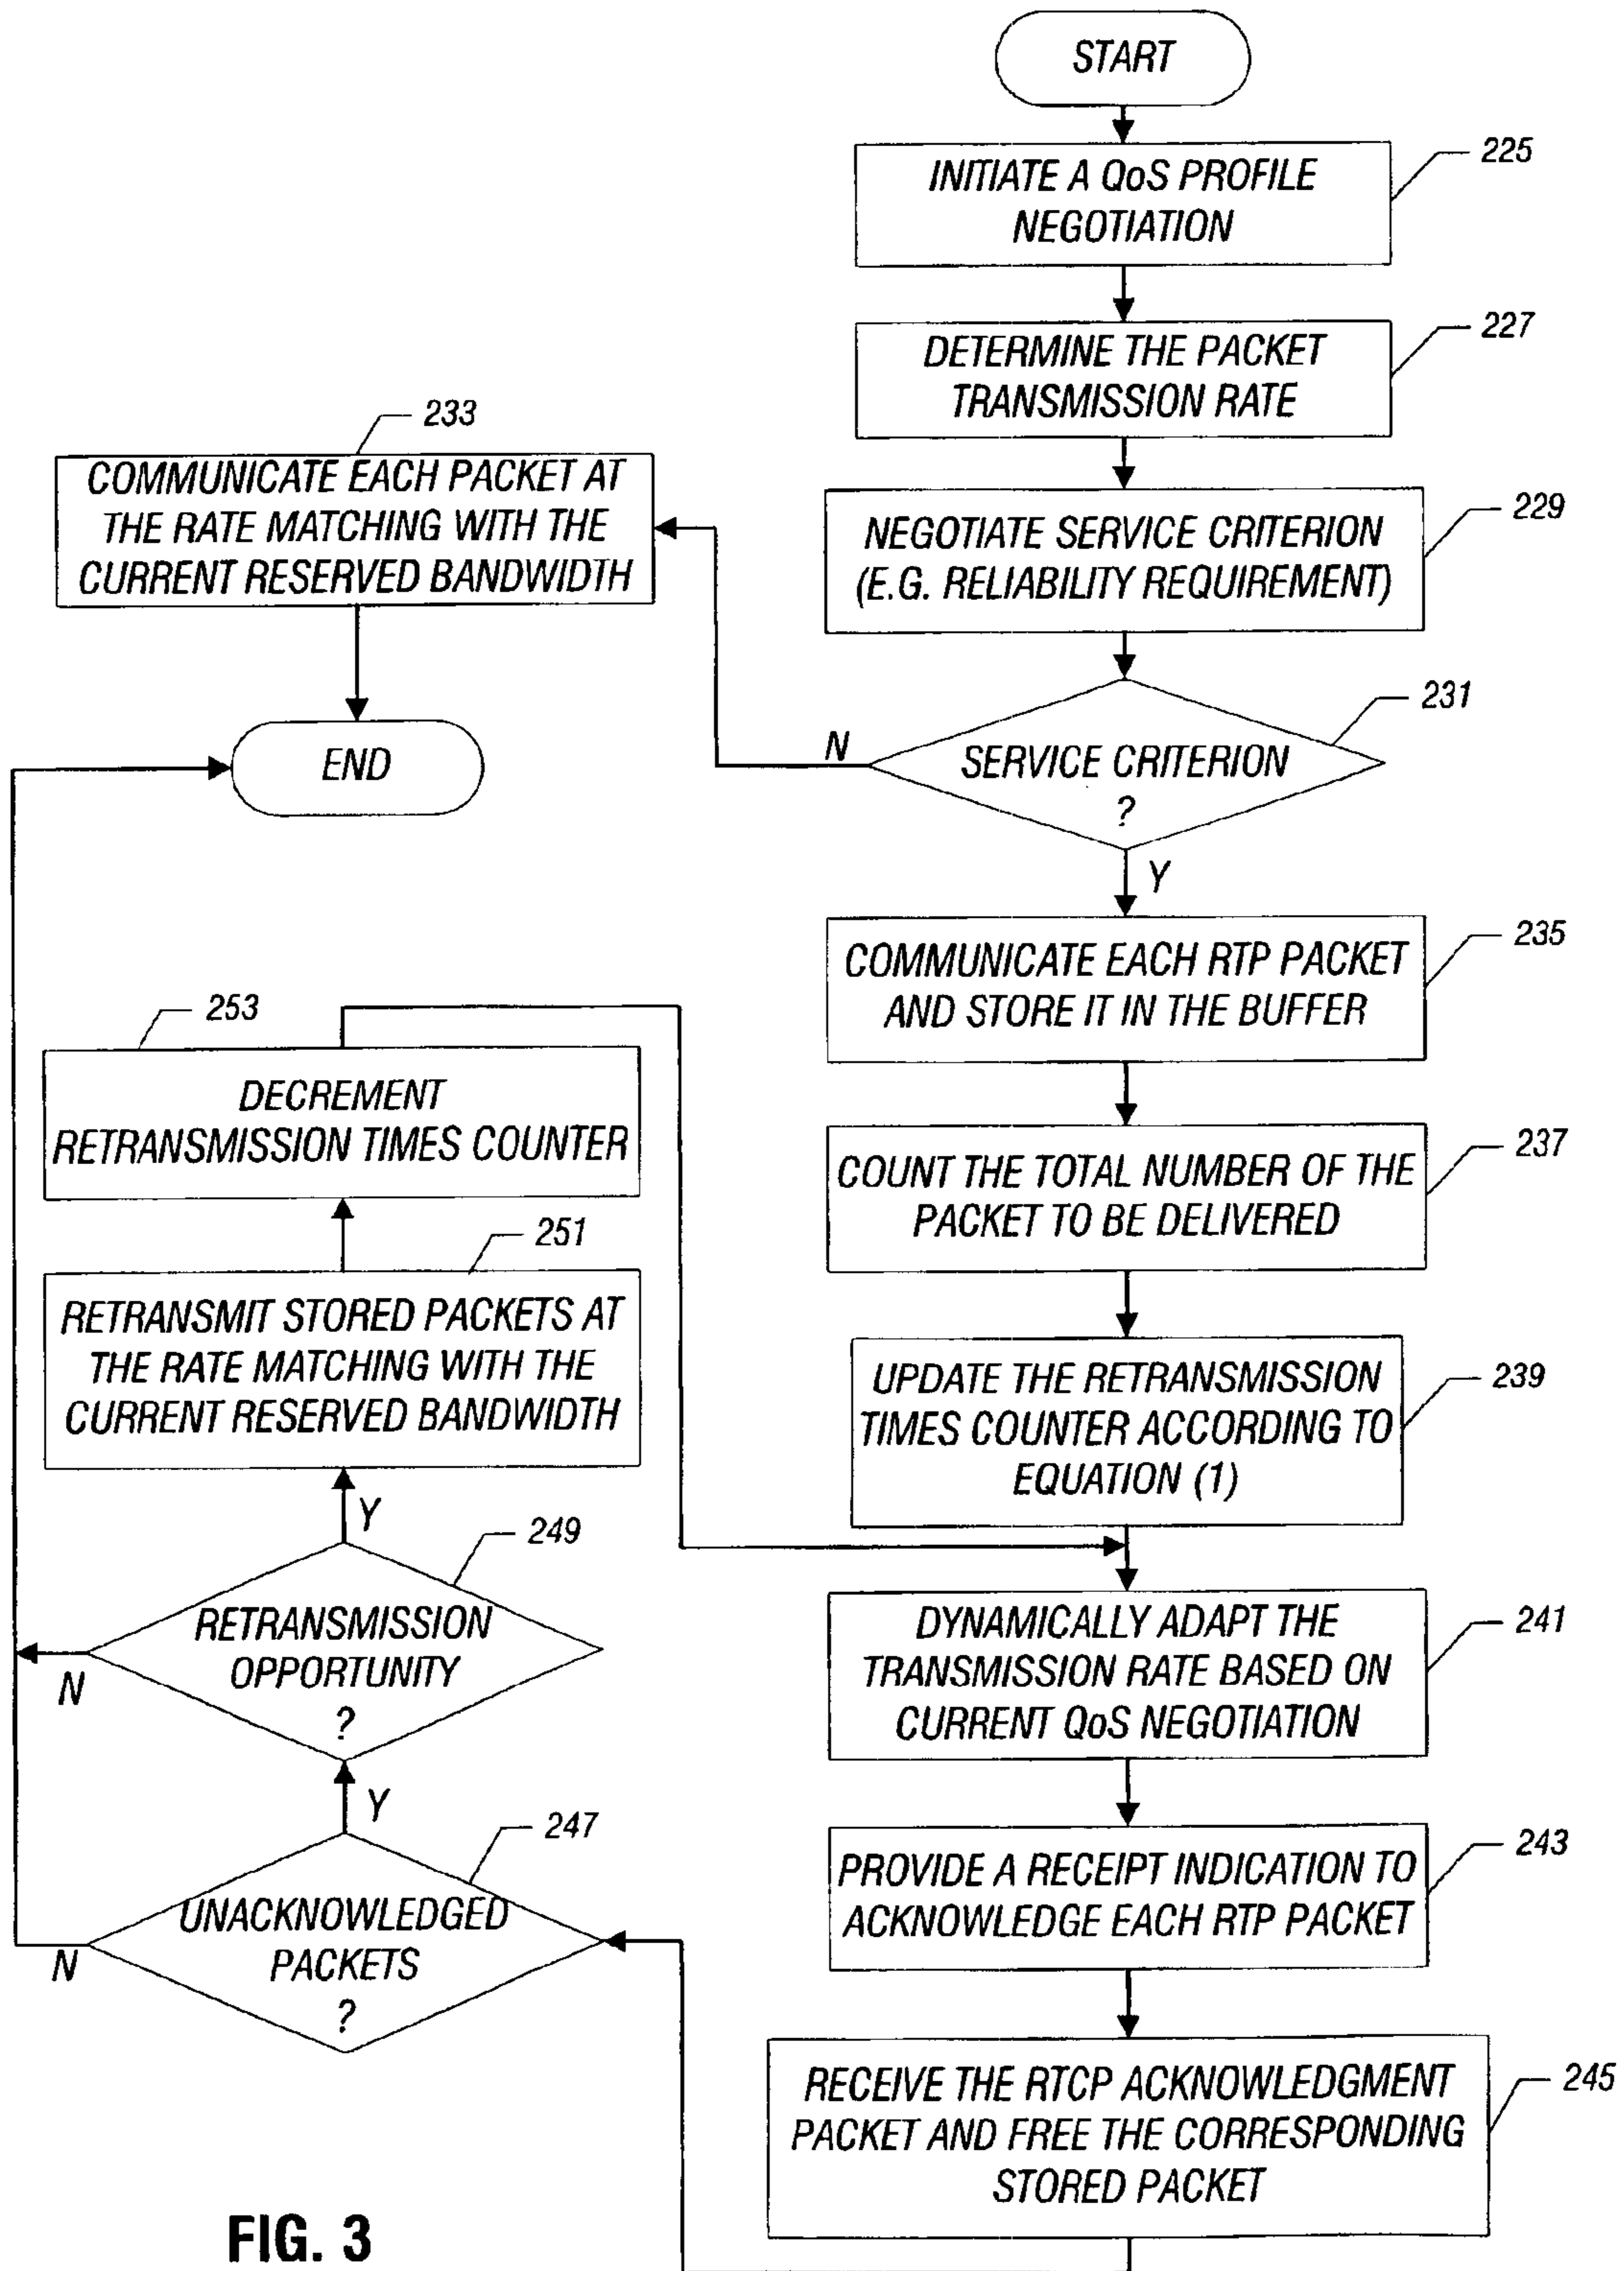 START
225
INITIATE A QoS PROFILE
NEGOTIATION
227
DETERMINE THE PACKET
TRANSMISSION RATE
229
NEGOTIATE SERVICE CRITERION
(E.G. RELIABILITY REQUIREMENT)
231
SERVICE CRITERION
?
N
Y
233
COMMUNICATE EACH PACKET AT
THE RATE MATCHING WITH THE
CURRENT RESERVED BANDWIDTH
END
235
COMMUNICATE EACH RTP PACKET
AND STORE IT IN THE BUFFER
237
COUNT THE TOTAL NUMBER OF THE
PACKET TO BE DELIVERED
239
UPDATE THE RETRANSMISSION
TIMES COUNTER ACCORDING TO
EQUATION (1)
241
DYNAMICALLY ADAPT THE
TRANSMISSION RATE BASED ON
CURRENT QoS NEGOTIATION
243
PROVIDE A RECEIPT INDICATION TO
ACKNOWLEDGE EACH RTP PACKET
245
RECEIVE THE RTCP ACKNOWLEDGMENT
PACKET AND FREE THE CORRESPONDING
STORED PACKET
247
UNACKNOWLEDGED
PACKETS
?
N
Y
249
RETRANSMISSION
OPPORTUNITY
?
N
Y
251
RETRANSMIT STORED PACKETS AT
THE RATE MATCHING WITH THE
CURRENT RESERVED BANDWIDTH
253
DECREMENT
RETRANSMISSION TIMES COUNTER
FIG. 3